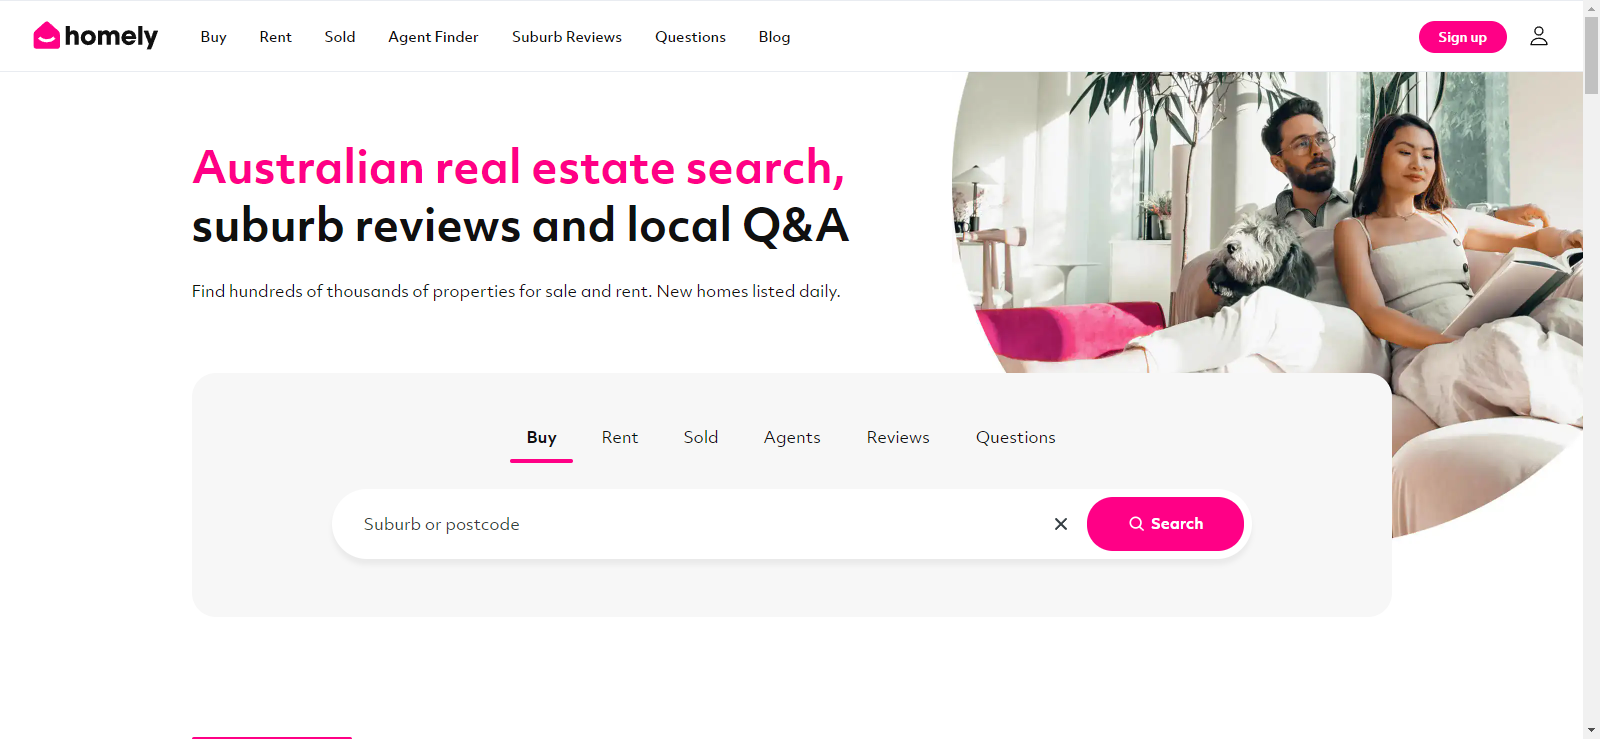 homely
Buy Rent Sold Agent Finder Suburb Reviews Questions Blog
Sign up
Australian real estate search,
suburb reviews and local Q&A
Find hundreds of thousands of properties for sale and rent. New homes listed daily.
Buy Rent Sold Agents Reviews Questions
Suburb or postcode
Search